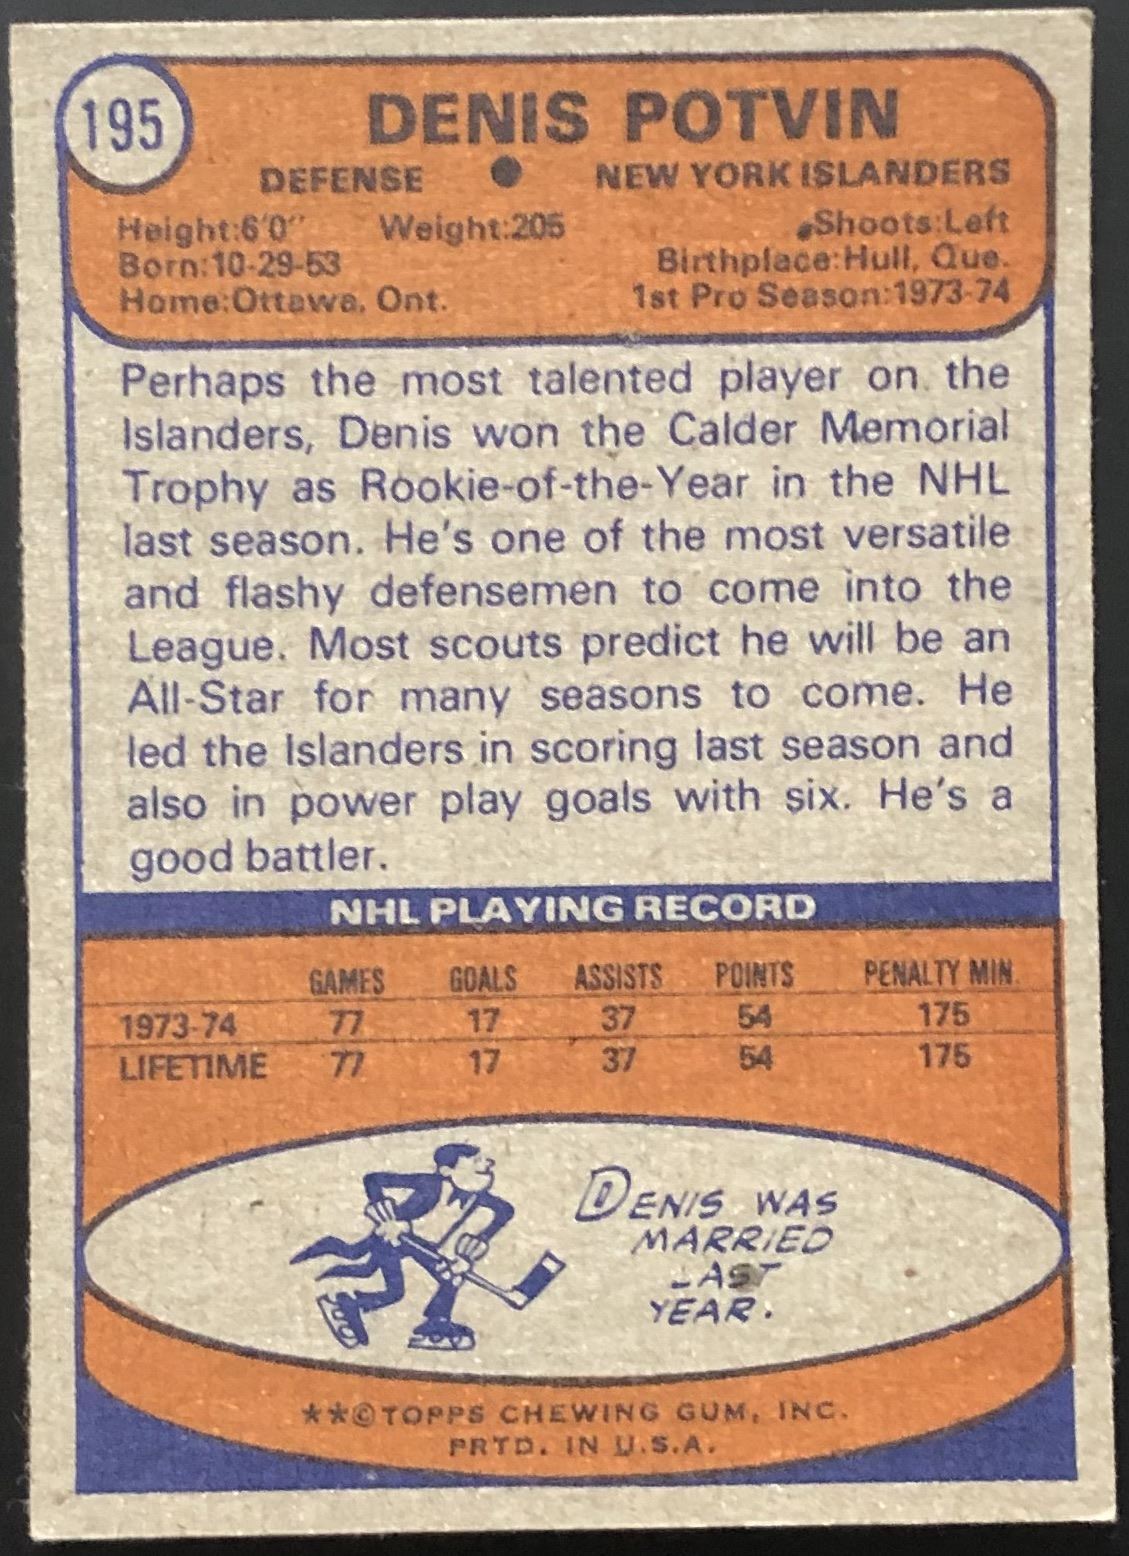 195
DENIS POTVIN
DEFENSE ● NEW YORK ISLANDERS
Height:6'0" Weight:205 Shoots:Left
Born:10-29-53 Birthplace:Hull, Que.
Home:Ottawa, Ont. 1st Pro Season:1973-74
Perhaps the most talented player on the
Islanders, Denis won the Calder Memorial
Trophy as Rookie-of-the-Year in the NHL
last season. He's one of the most versatile
and flashy defensemen to come into the
League. Most scouts predict he will be an
All-Star for many seasons to come. He
led the Islanders in scoring last season and
also in power play goals with six. He's a
good battler.
NHL PLAYING RECORD
GAMES GOALS ASSISTS POINTS PENALTY MIN.
1973-74 77 17 37 54 175
LIFETIME 77 17 37 54 175
DENIS WAS
MARRIED
LAST
YEAR.
**©TOPPS CHEWING GUM, INC.
PRTD. IN U.S.A.